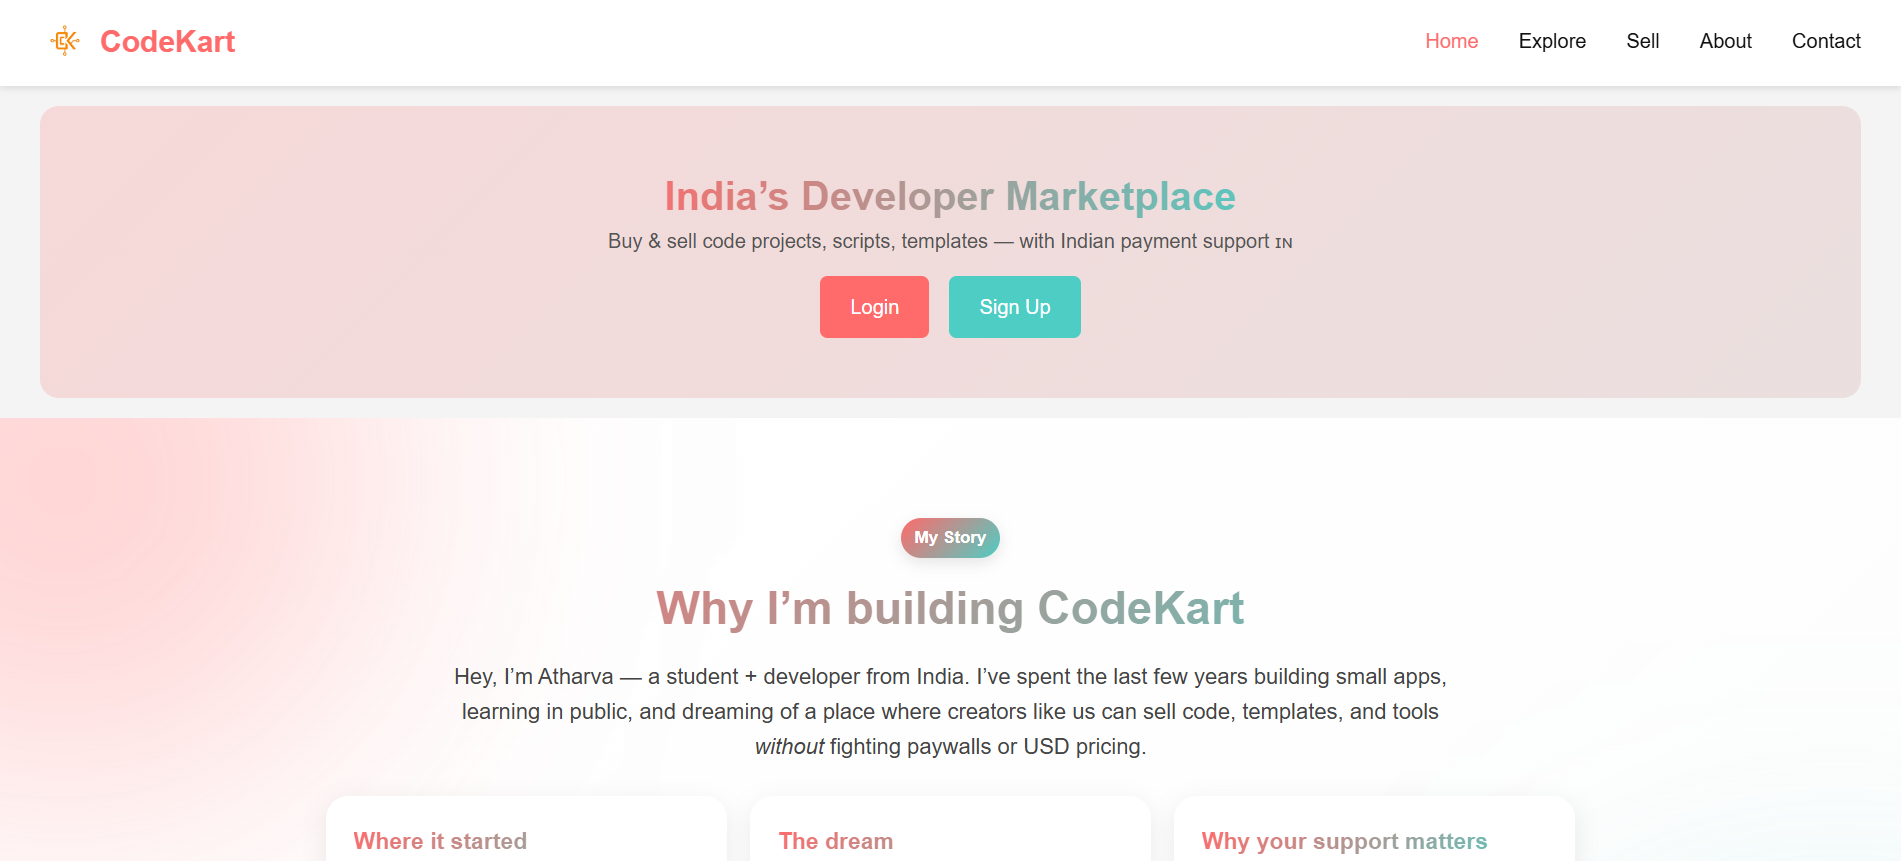 CodeKart
Home Explore Sell About Contact
India’s Developer Marketplace
Buy & sell code projects, scripts, templates — with Indian payment support ɪɴ
Login Sign Up
My Story
Why I’m building CodeKart
Hey, I’m Atharva — a student + developer from India. I’ve spent the last few years building small apps,
learning in public, and dreaming of a place where creators like us can sell code, templates, and tools
without fighting paywalls or USD pricing.
Where it started
The dream
Why your support matters